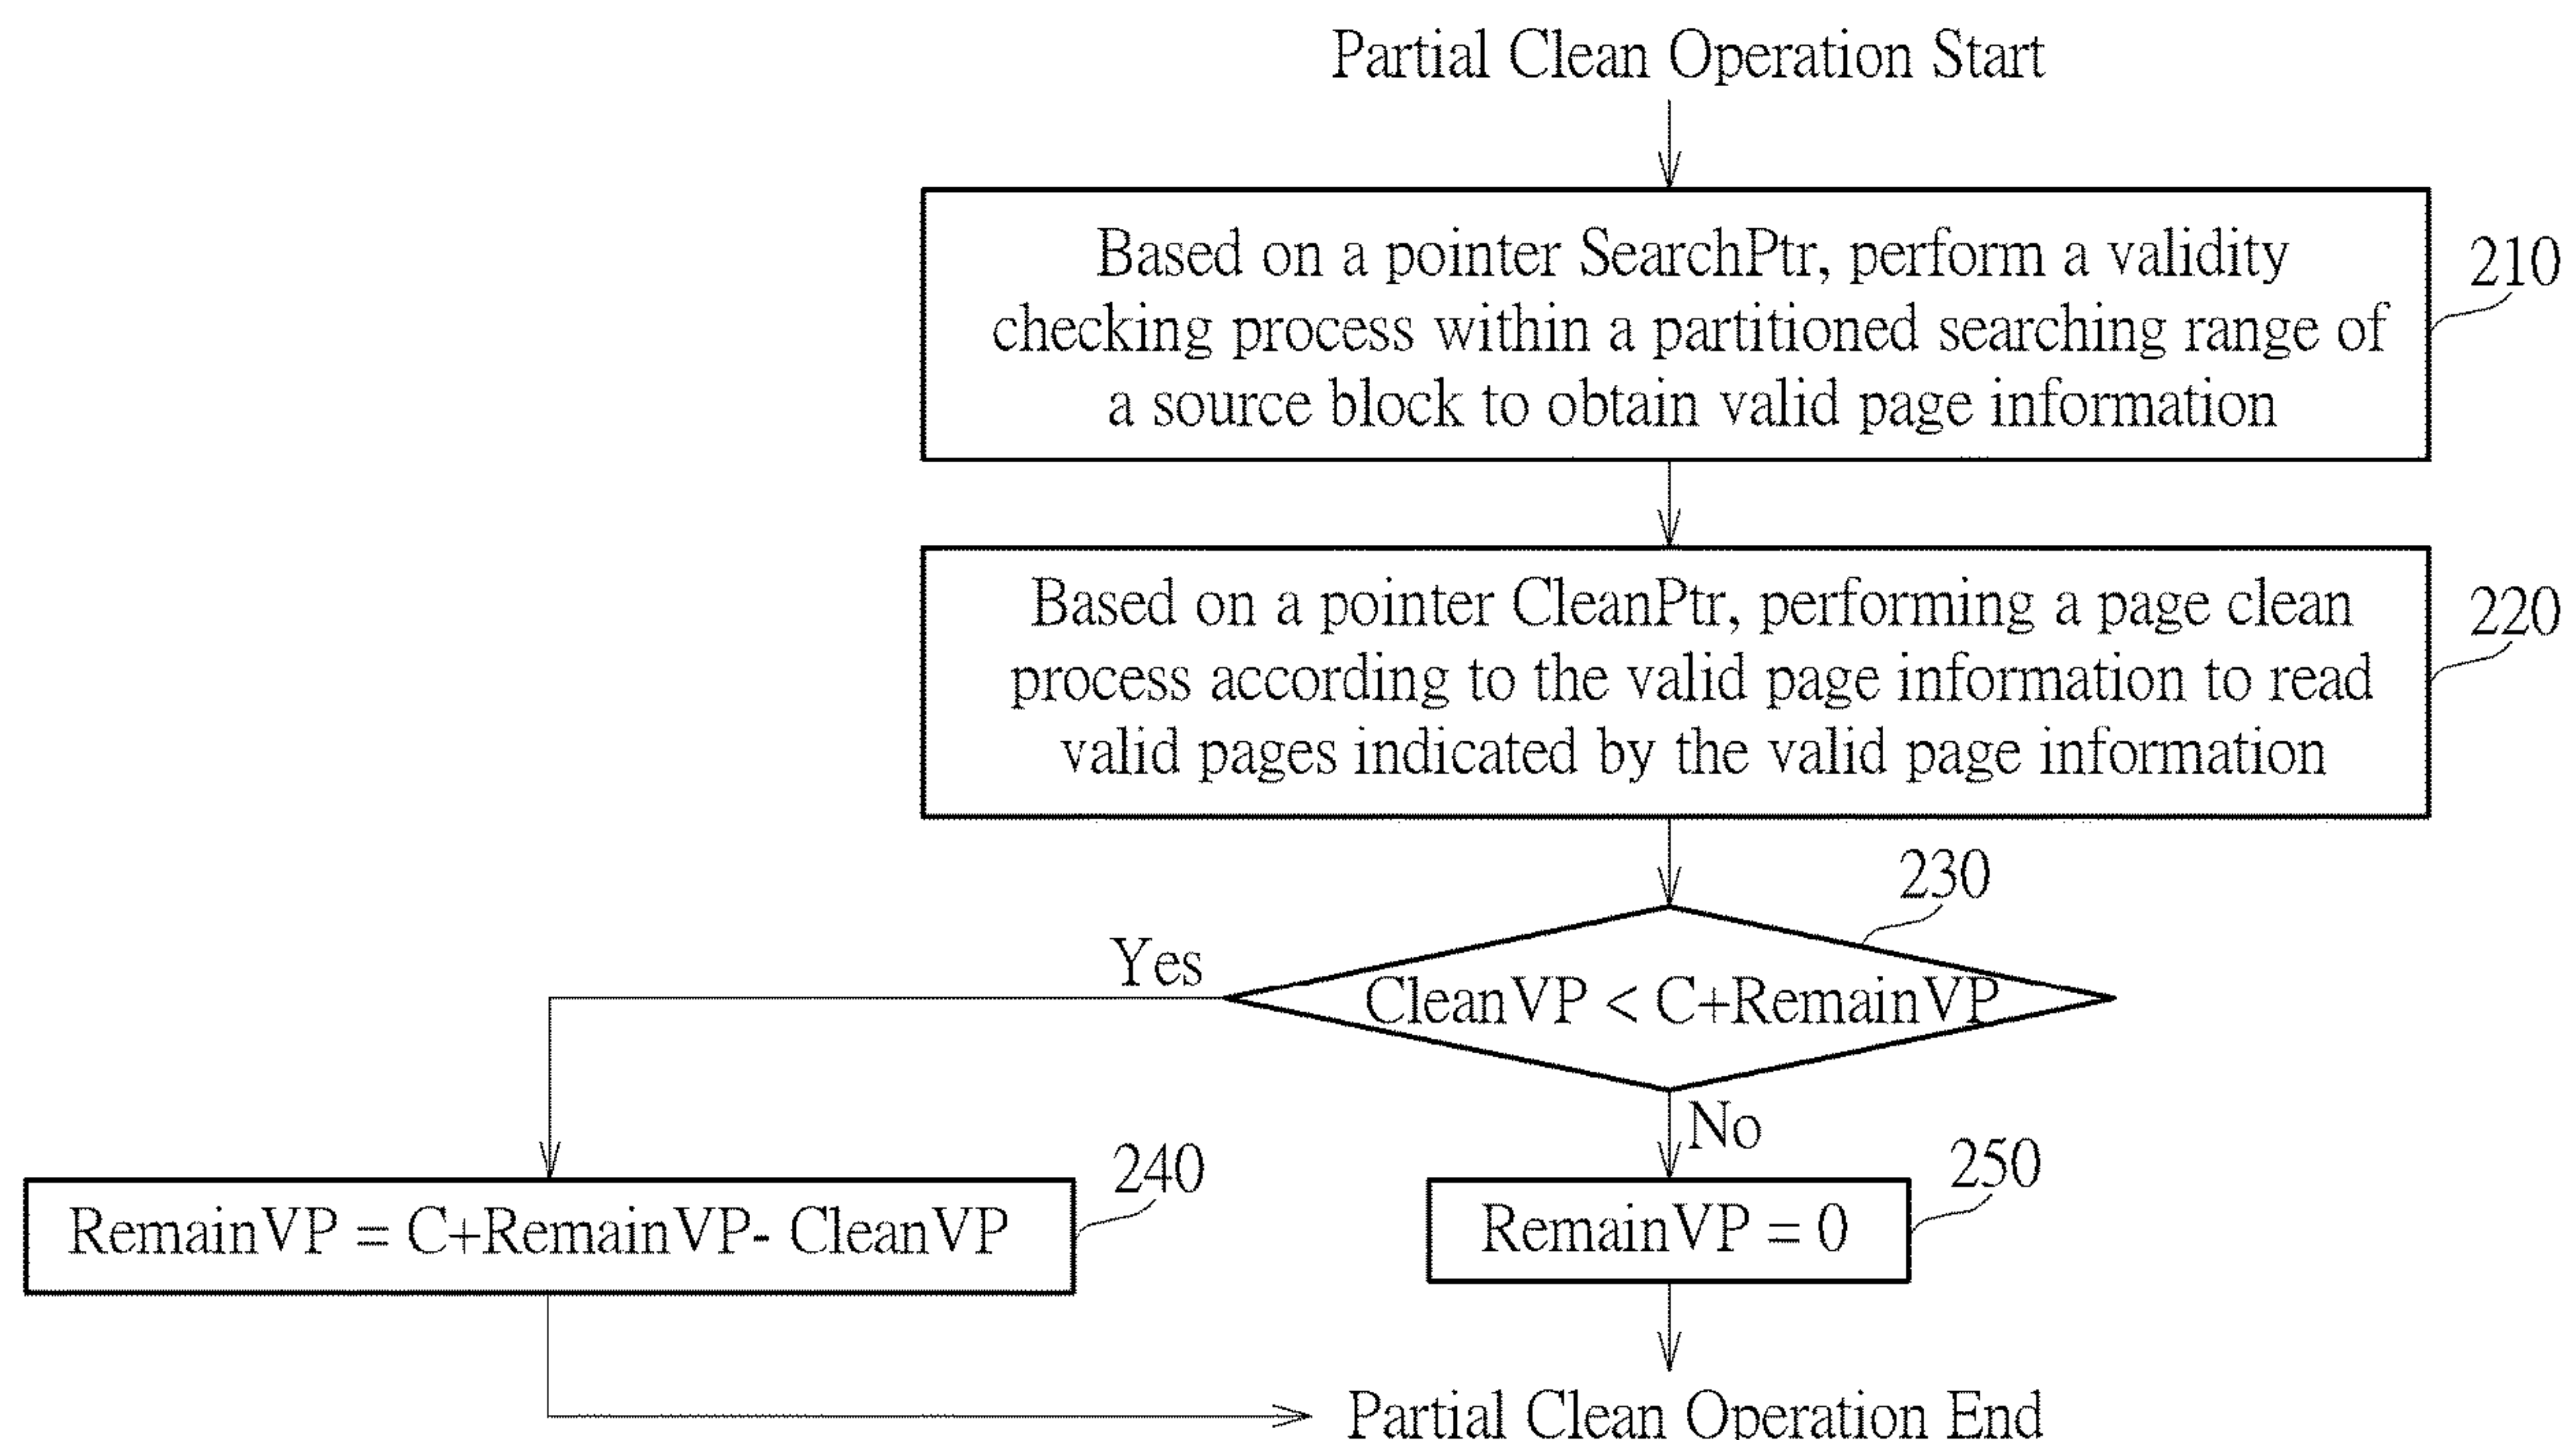 Partial Clean Operation Start
Based on a pointer SearchPtr, perform a validity
checking process within a partitioned searching range of
a source block to obtain valid page information
210
Based on a pointer CleanPtr, performing a page clean
process according to the valid page information to read
valid pages indicated by the valid page information
220
230
Yes
CleanVP < C+RemainVP
No
RemainVP = C+RemainVP- CleanVP
240
RemainVP = 0
250
Partial Clean Operation End